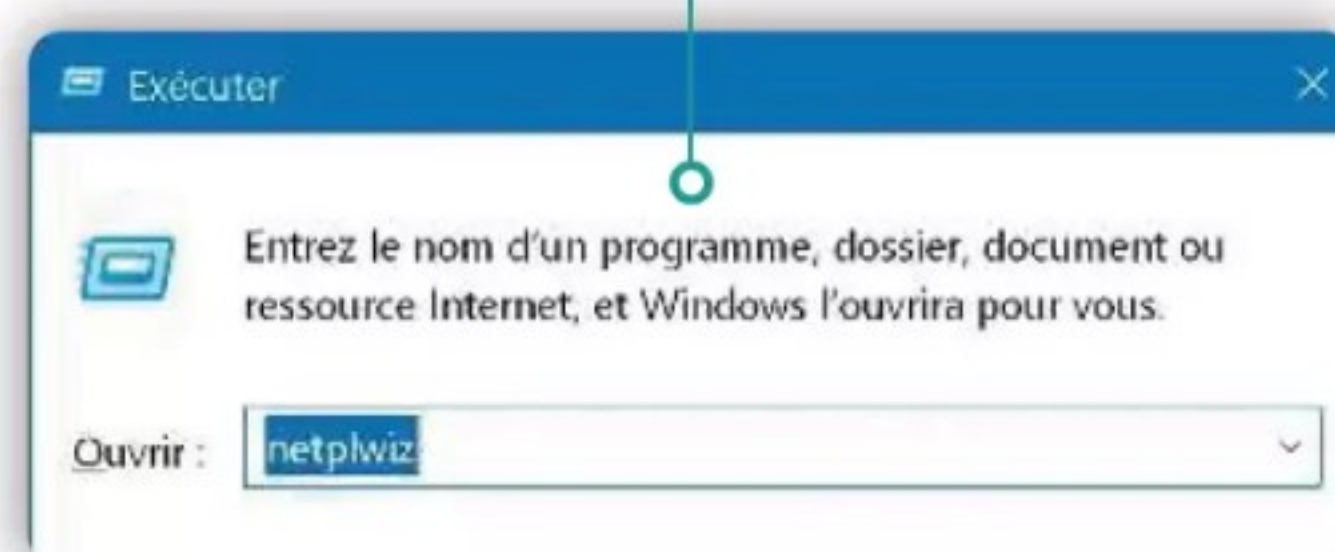 Exécuter
Entrez le nom d'un programme, dossier, document ou
ressource Internet, et Windows l'ouvrira pour vous.
Ouvrir : netplwiz